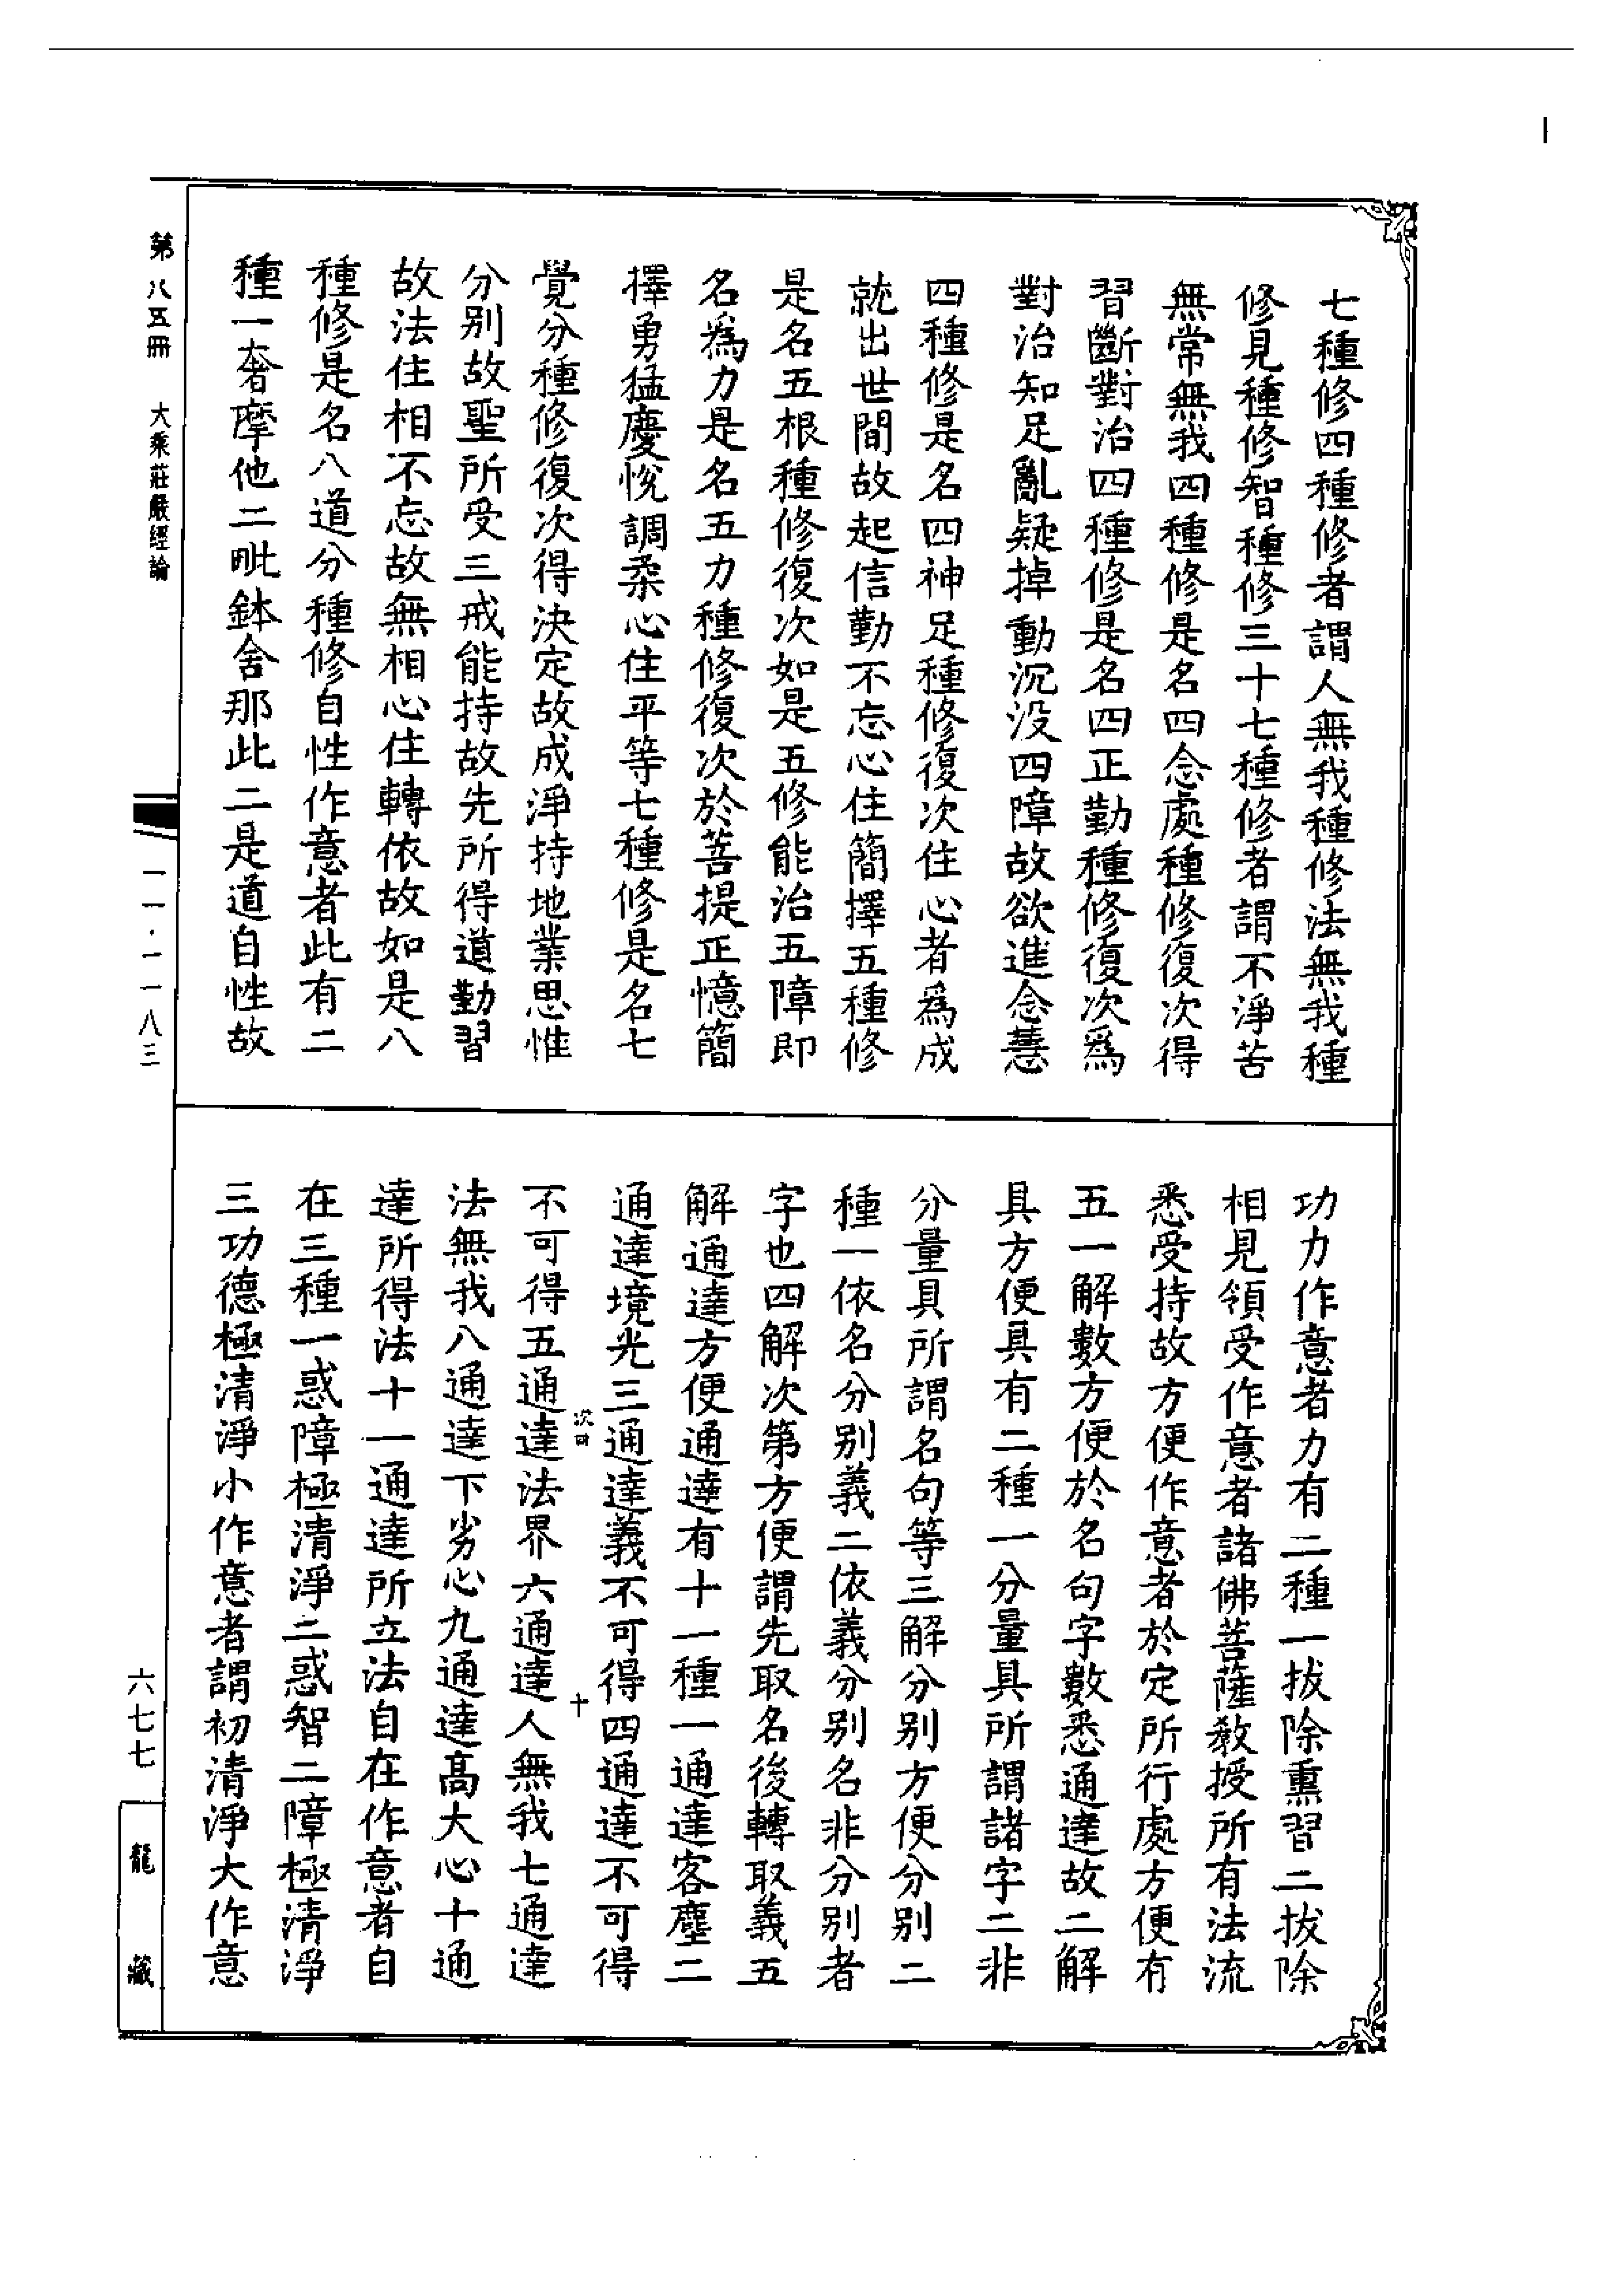 七種修四種修者謂人無我種修法無我種
修見種修智種修三十七種修者謂不淨苦
無常無我四種修是名四念處種修復次得
習斷對治四種修是名四正勤種修復次為
對治知足亂疑掉動沉没四障故欲進念慧
四種修是名四神足種修復次住心者為成
就出世間故起信勤不忘心住簡擇五種修
是名五根種修復次如是五修能治五障即
名為力是名五力種修復次於菩提正憶簡
擇勇猛慶悅調柔心住平等七種修是名七
覺分種修復次得決定故成淨持地業思惟
分別故聖所受三戒能持故先所得道勤習
故法住相不忘故無相心住轉依故如是八
種修是名八道分種修自性作意者此有二
種一奢摩他二毗鉢舍那此二是道自性故
功力作意者力有二種一拔除熏習二拔除
相見領受作意者諸佛菩薩教授所有法流
悉受持故方便作意者於定所行處方便有
五一解數方便於名句字數悉通達故二解
具方便具有二種一分量具所謂諸字二非
分量具所謂名句等三解分別方便分別二
種一依名分別義二依義分別名非分別者
字也四解次第方便謂先取名後轉取義五
解通達方便通達有十一種一通達客塵二
通達境光三通達義不可得四通達不可得
次四
十
不可得五通達法界六通達人無我七通達
法無我八通達下劣心九通達高大心十通
達所得法十一通達所立法自在作意者自
在三種一惑障極清淨二惑智二障極清淨
三功德極清淨小作意者謂初清淨大作意
第八五冊 大乘莊嚴經論
一一·一一八三
六七七
龍藏